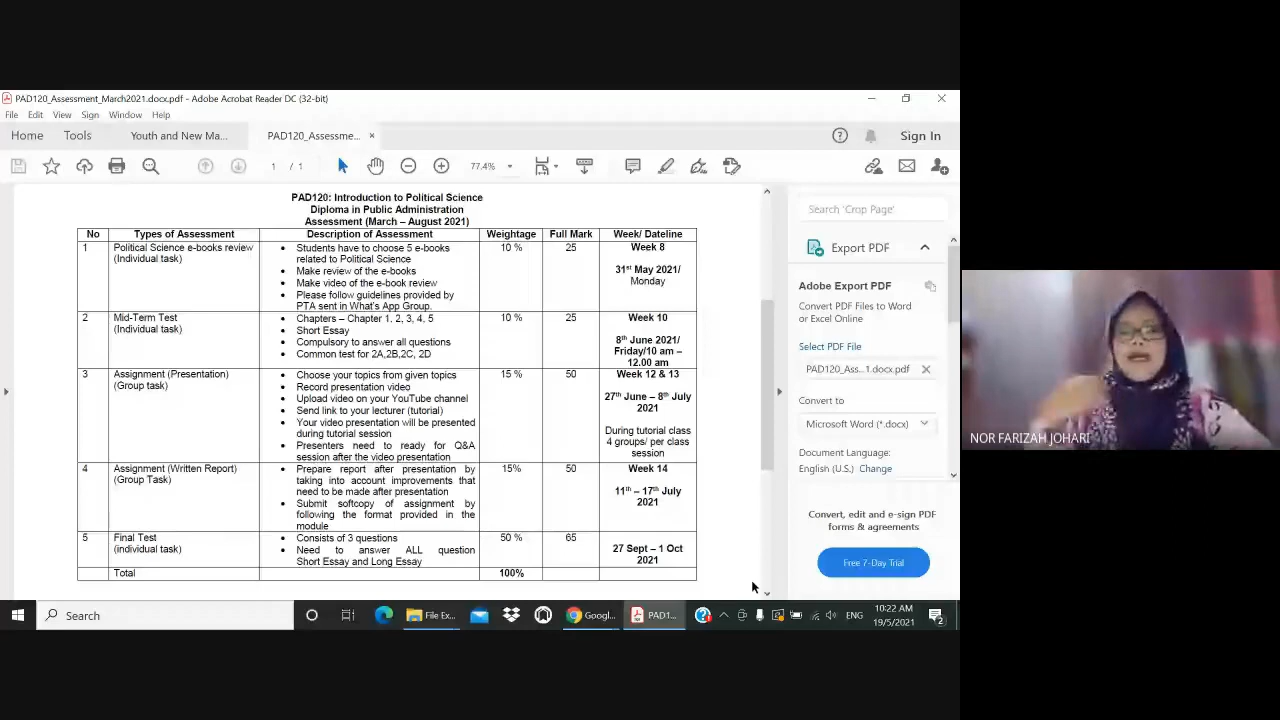 PAD120_Assessment_March2021.docx.pdf - Adobe Acrobat Reader DC (32-bit)
File Edit View Sign Window Help
Home Tools Youth and New Ma... PAD120_Assessme... × Sign In
1 / 1 77.4%
PAD120: Introduction to Political Science
Diploma in Public Administration
Assessment (March – August 2021)
No Types of Assessment Description of Assessment Weightage Full Mark Week/ Dateline
1 Political Science e-books review
(Individual task)
• Students have to choose 5 e-books
related to Political Science
• Make review of the e-books
• Make video of the e-book review
• Please follow guidelines provided by
PTA sent in What's App Group.
10 %
25
Week 8
31st May 2021/
Monday
2 Mid-Term Test
(Individual task)
• Chapters – Chapter 1, 2, 3, 4, 5
• Short Essay
• Compulsory to answer all questions
• Common test for 2A,2B,2C, 2D
10 %
25
Week 10
8th June 2021/
Friday/10 am –
12.00 am
3 Assignment (Presentation)
(Group task)
• Choose your topics from given topics
• Record presentation video
• Upload video on your YouTube channel
• Send link to your lecturer (tutorial)
• Your video presentation will be presented
during tutorial session
• Presenters need to ready for Q&A
session after the video presentation
15 %
50
Week 12 & 13
27th June – 8th July
2021
During tutorial class
4 groups/ per class
session
4 Assignment (Written Report)
(Group Task)
• Prepare report after presentation by
taking into account improvements that
need to be made after presentation
• Submit softcopy of assignment by
following the format provided in the
module
15%
50
Week 14
11th – 17th July
2021
5 Final Test
(individual task)
• Consists of 3 questions
• Need to answer ALL question
Short Essay and Long Essay
50 %
65
27 Sept – 1 Oct
2021
Total 100%
Search 'Crop Page'
Export PDF
Adobe Export PDF
Convert PDF Files to Word
or Excel Online
Select PDF File
PAD120_Ass...1.docx.pdf
Convert to
Microsoft Word (*.docx)
Document Language:
English (U.S.) Change
Convert, edit and e-sign PDF
forms & agreements
Free 7-Day Trial
NOR FARIZAH JOHARI
Search
File Ex...
Googl...
PAD1...
ENG
10:22 AM
19/5/2021
2